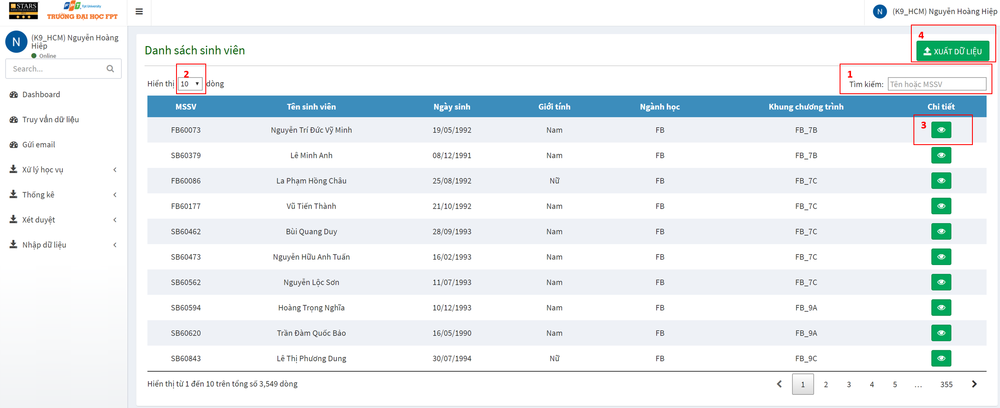 STARS
RATED FOR EXCELLENCE
2012
FPT. Fpt University
TRƯỜNG ĐẠI HỌC FPT
N (K9_HCM) Nguyễn Hoàng Hiệp
N (K9_HCM) Nguyễn Hoàng
Hiệp
Online
Search...
Dashboard
Truy vấn dữ liệu
Gửi email
Xử lý học vụ
Thống kê
Xét duyệt
Nhập dữ liệu
Danh sách sinh viên
4
XUẤT DỮ LIỆU
2
Hiển thị 10 dòng
1
Tìm kiếm: Tên hoặc MSSV
MSSV Tên sinh viên Ngày sinh Giới tính Ngành học Khung chương trình Chi tiết
FB60073 Nguyễn Trí Đức Vỹ Minh 19/05/1992 Nam FB FB_7B 3
SB60379 Lê Minh Anh 08/12/1991 Nam FB FB_7B
FB60086 La Phạm Hồng Châu 25/08/1992 Nữ FB FB_7C
FB60177 Vũ Tiến Thành 21/10/1992 Nam FB FB_7C
SB60462 Bùi Quang Duy 28/09/1993 Nam FB FB_7C
SB60473 Nguyễn Hữu Anh Tuấn 16/02/1993 Nam FB FB_7C
SB60562 Nguyễn Lộc Sơn 11/07/1993 Nam FB FB_7C
SB60594 Hoàng Trọng Nghĩa 10/12/1993 Nam FB FB_9A
SB60620 Trần Đàm Quốc Bảo 16/05/1990 Nam FB FB_9A
SB60843 Lê Thị Phương Dung 30/07/1994 Nữ FB FB_9C
Hiển thị từ 1 đến 10 trên tổng số 3,549 dòng
1 2 3 4 5 ... 355